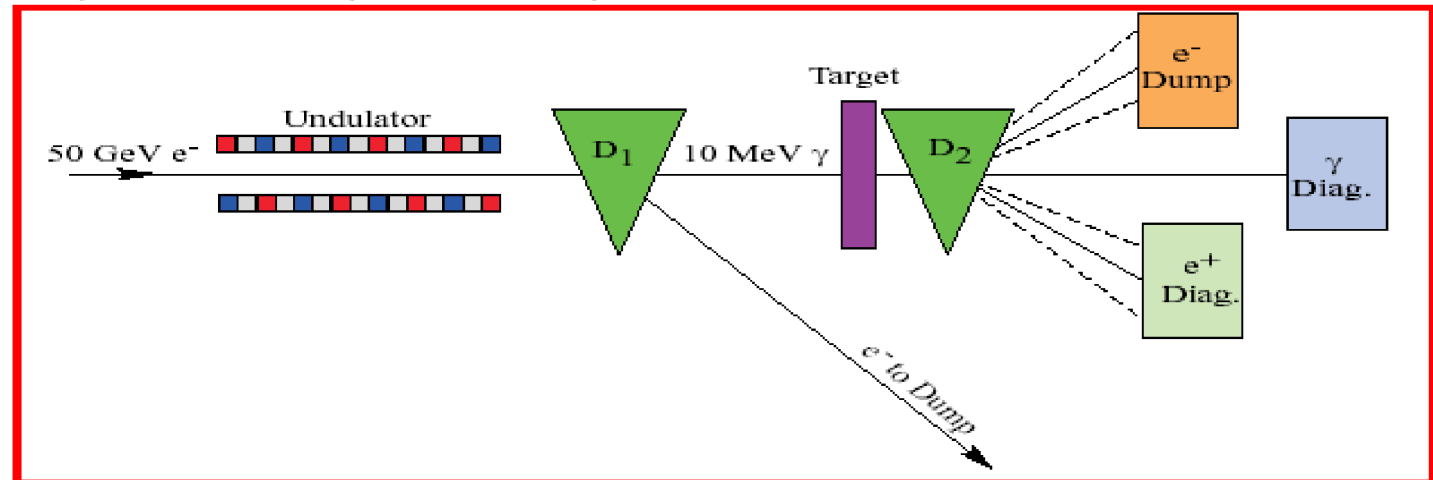 Undulator
50 GeV e⁻
D₁
10 MeV γ
Target
D₂
e⁻
Dump
γ
Diag.
e⁺
Diag.
e⁻ to Dump